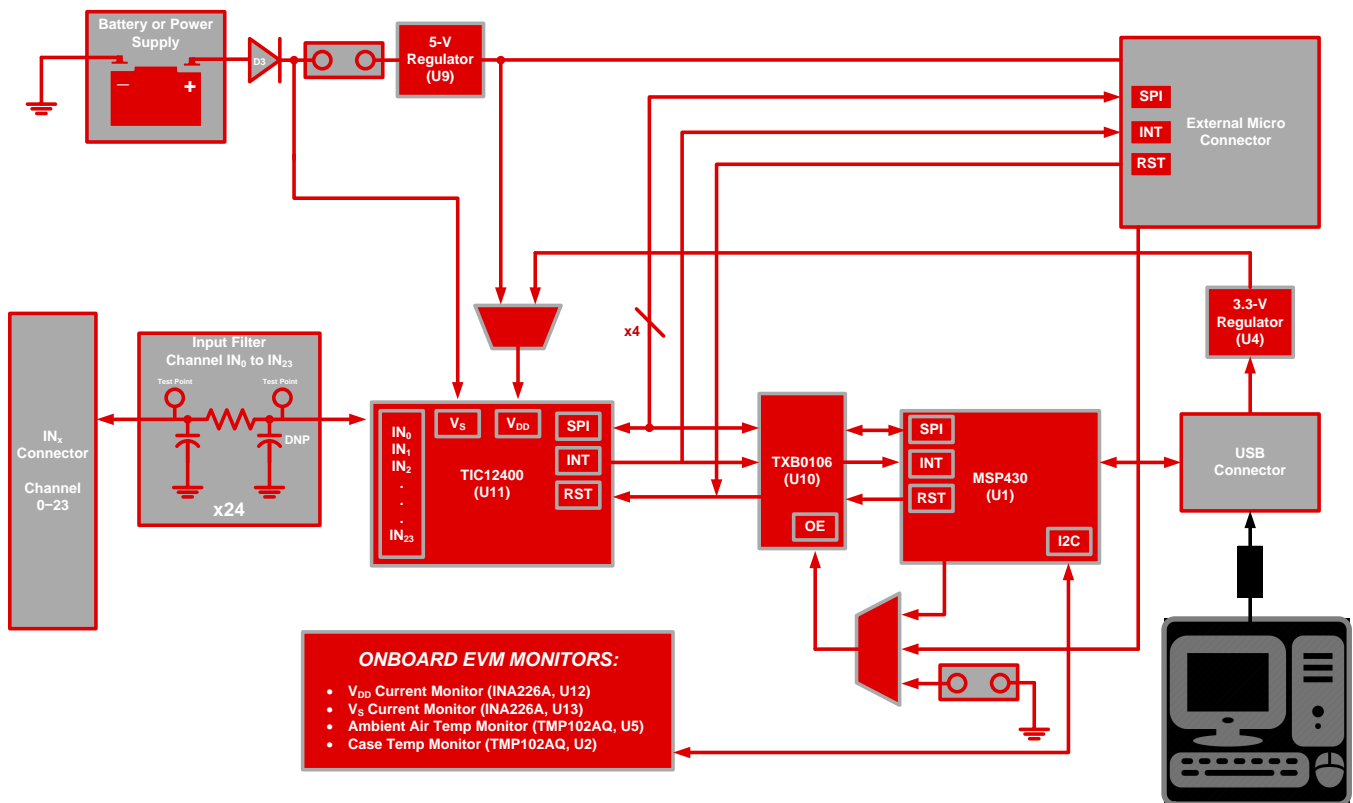 Battery or Power
Supply
–
+
D3
5-V
Regulator
(U9)
SPI
INT
RST
External Micro
Connector
3.3-V
Regulator
(U4)
x4
INx
Connector
Channel
0–23
Input Filter
Channel IN0 to IN23
Test Point
Test Point
DNP
x24
IN0
IN1
IN2
.
.
.
IN23
VS
VDD
SPI
INT
RST
TIC12400
(U11)
TXB0106
(U10)
OE
SPI
INT
RST
MSP430
(U1)
I2C
USB
Connector
ONBOARD EVM MONITORS:
• VDD Current Monitor (INA226A, U12)
• VS Current Monitor (INA226A, U13)
• Ambient Air Temp Monitor (TMP102AQ, U5)
• Case Temp Monitor (TMP102AQ, U2)